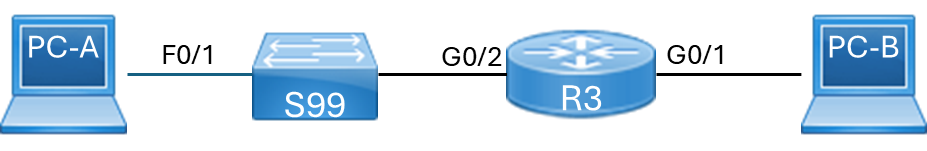 PC-A
F0/1
S99
G0/2
R3
G0/1
PC-B